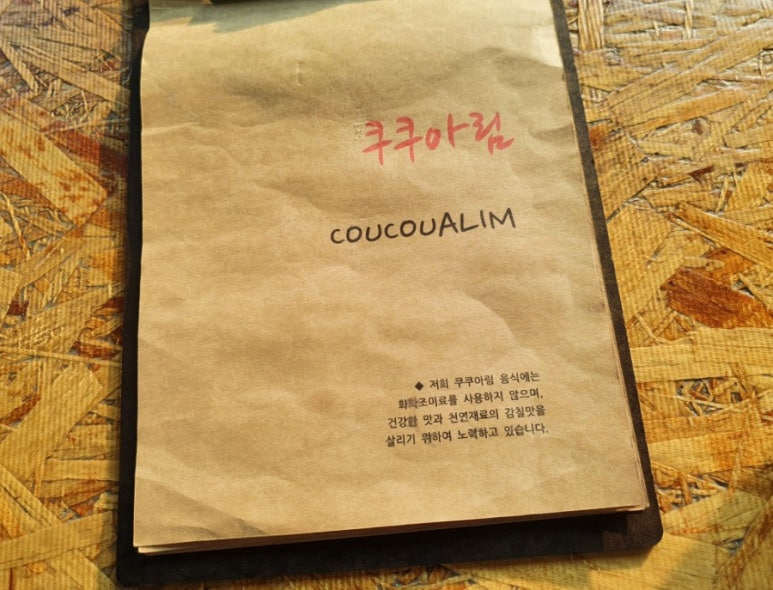 쿠쿠아림
COUCOUALIM
◆ 저희 쿠쿠아림 음식에는
화학조미료를 사용하지 않으며,
건강한 맛과 천연재료의 감칠맛을
살리기 위하여 노력하고 있습니다.